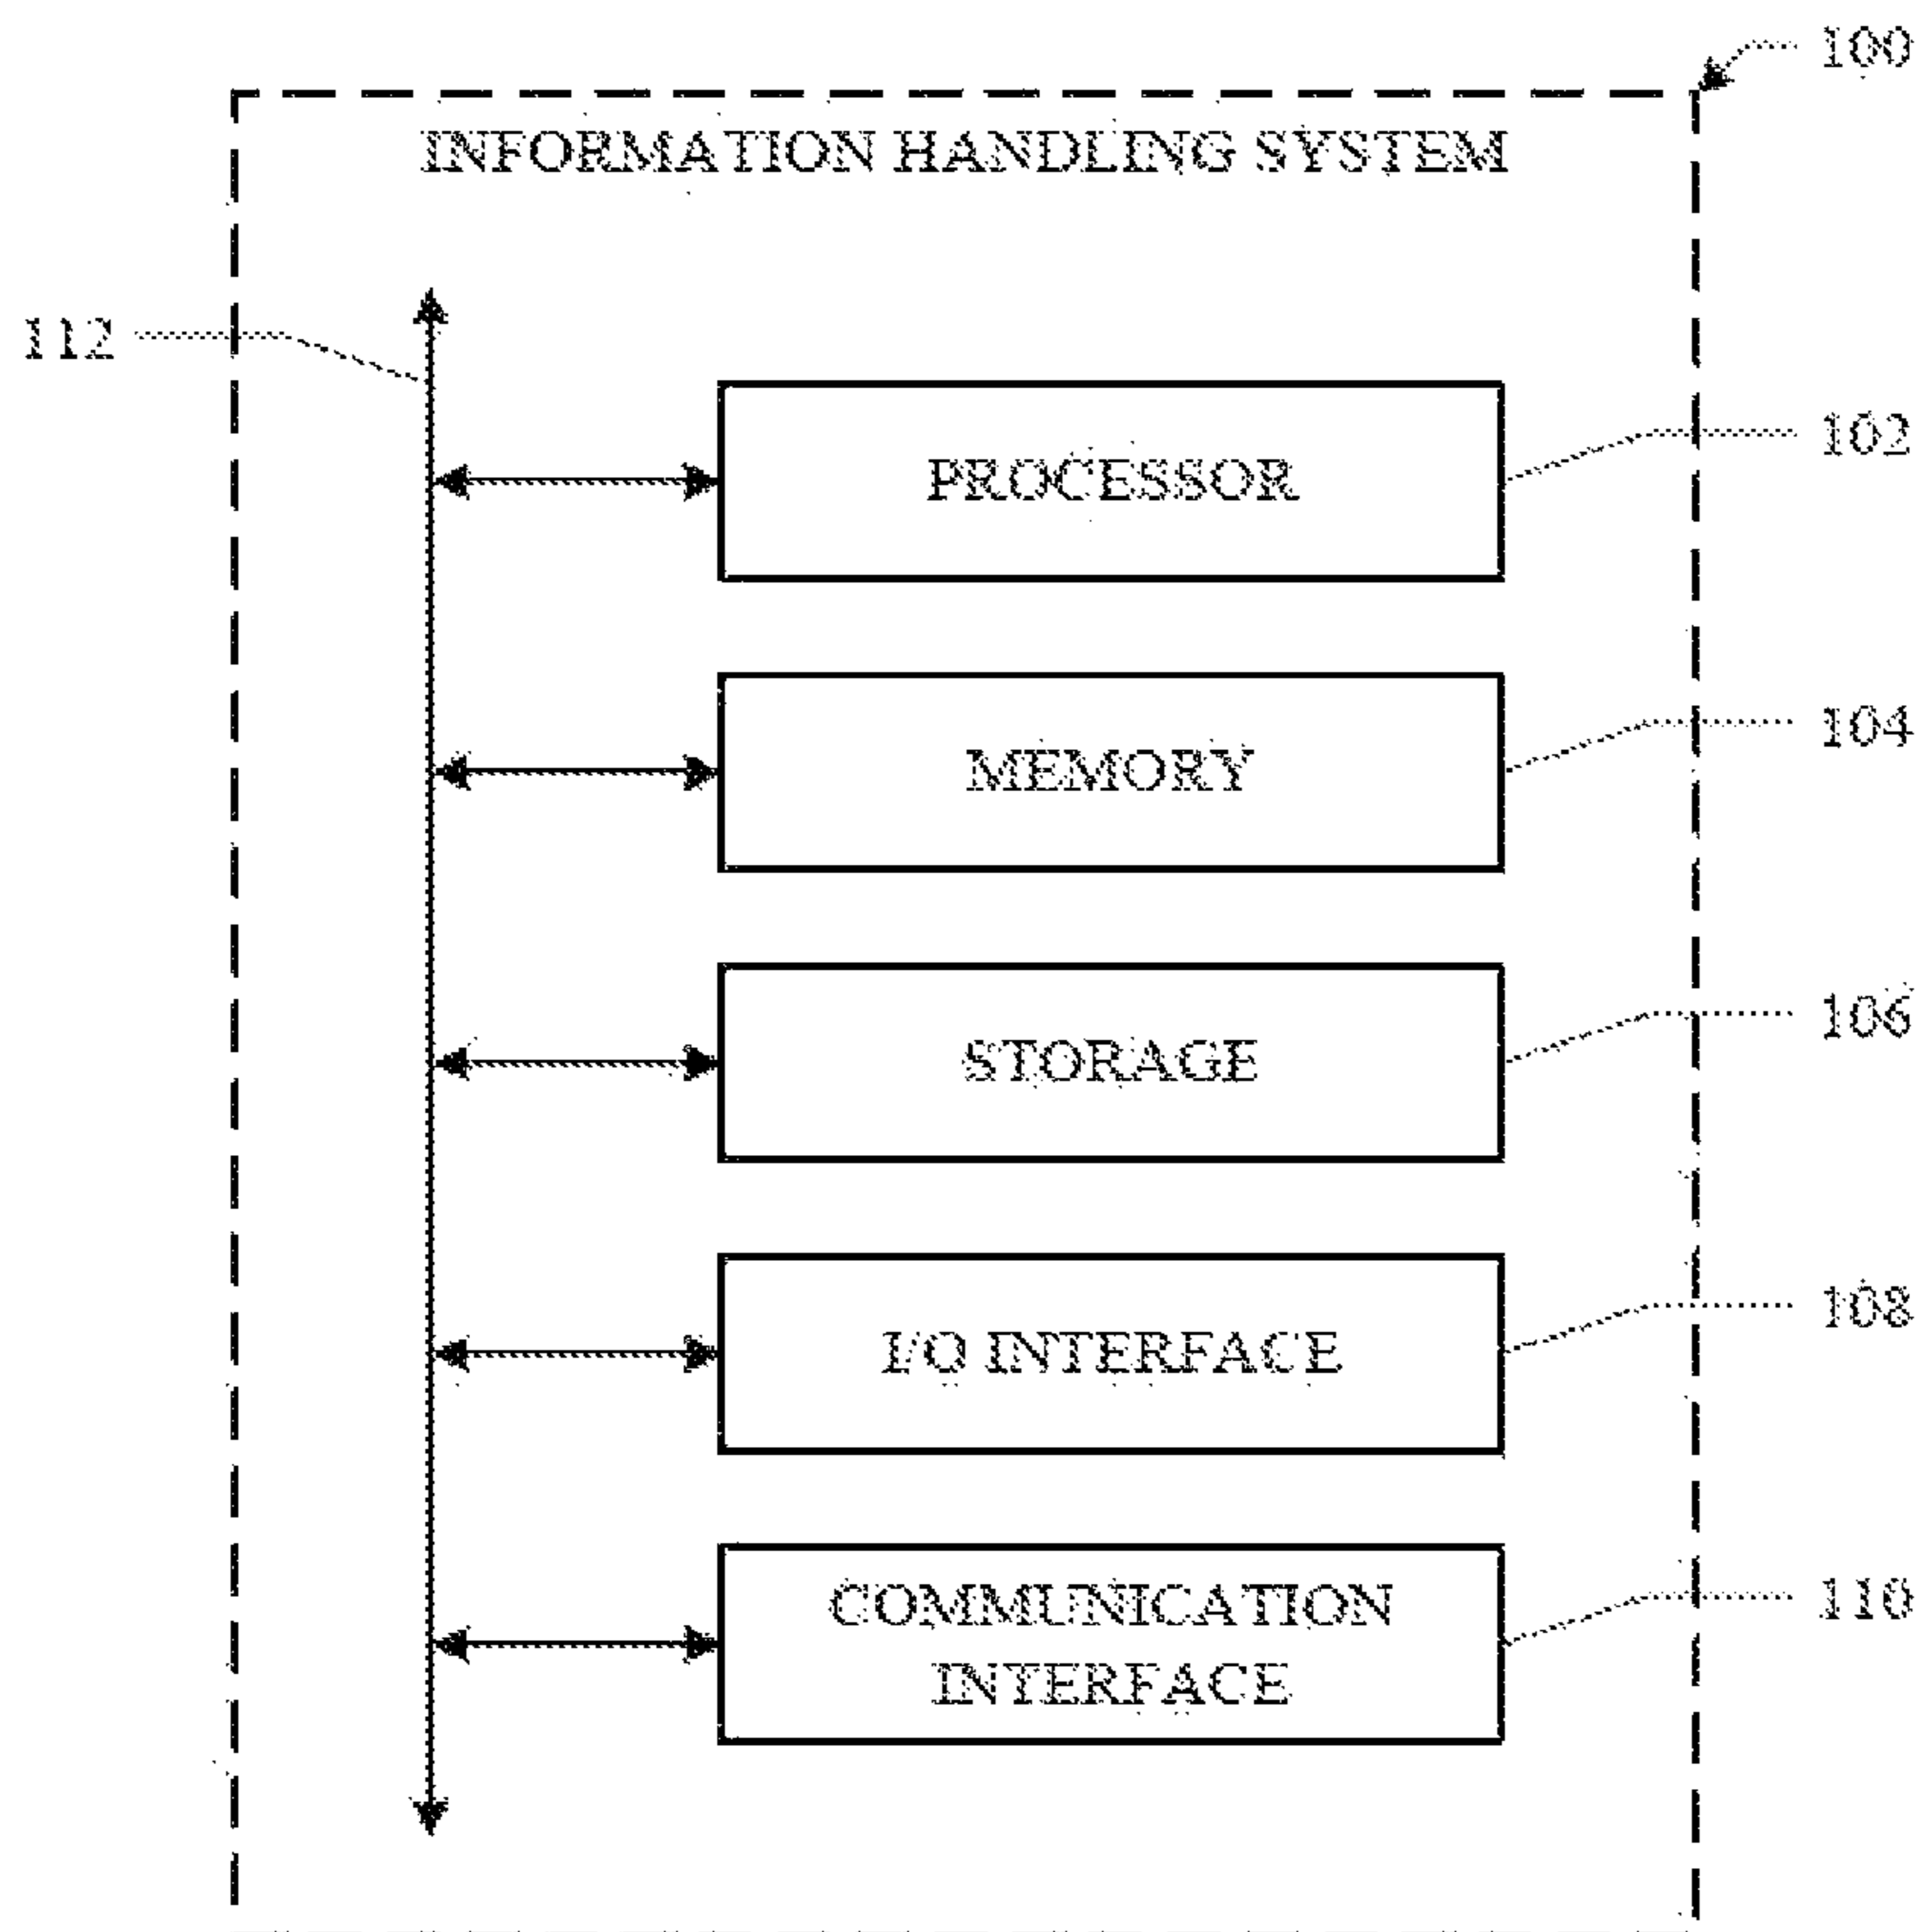 100
INFORMATION HANDLING SYSTEM
112
102
PROCESSOR
104
MEMORY
106
STORAGE
108
I/O INTERFACE
110
COMMUNICATION
INTERFACE